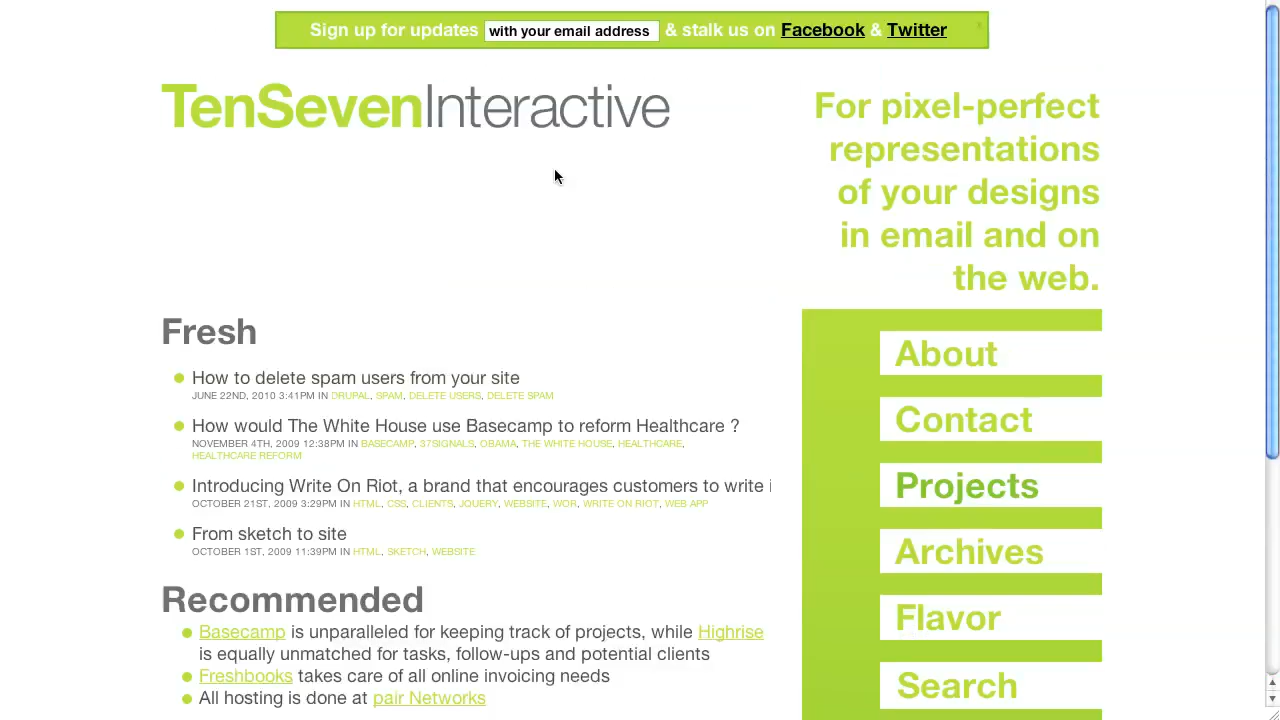 Sign up for updates with your email address & stalk us on Facebook & Twitter
TenSevenInteractive
For pixel-perfect
representations
of your designs
in email and on
the web.
Fresh
How to delete spam users from your site
JUNE 22ND, 2010 3:41PM IN DRUPAL, SPAM, DELETE USERS, DELETE SPAM
How would The White House use Basecamp to reform Healthcare ?
NOVEMBER 4TH, 2009 12:38PM IN BASECAMP, 37SIGNALS, OBAMA, THE WHITE HOUSE, HEALTHCARE,
HEALTHCARE REFORM
Introducing Write On Riot, a brand that encourages customers to write
OCTOBER 21ST, 2009 3:29PM IN HTML, CSS, CLIENTS, JQUERY, WEBSITE, WOR, WRITE ON RIOT, WEB APP
From sketch to site
OCTOBER 1ST, 2009 11:39PM IN HTML, SKETCH, WEBSITE
Recommended
Basecamp is unparalleled for keeping track of projects, while Highrise
is equally unmatched for tasks, follow-ups and potential clients
Freshbooks takes care of all online invoicing needs
All hosting is done at pair Networks
About
Contact
Projects
Archives
Flavor
Search